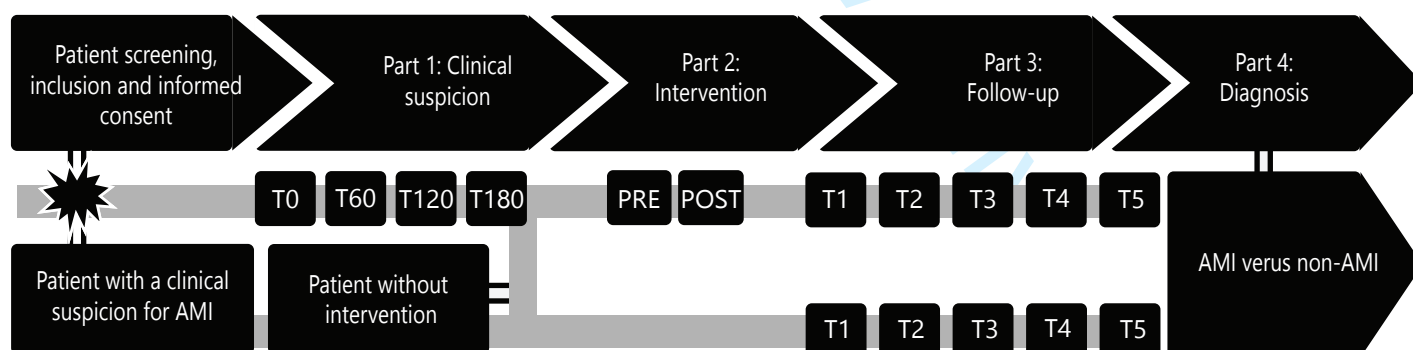 Patient screening,
inclusion and informed
consent
Part 1: Clinical
suspicion
Part 2:
Intervention
Part 3:
Follow-up
Part 4:
Diagnosis
T0 T60 T120 T180 PRE POST T1 T2 T3 T4 T5
Patient with a clinical
suspicion for AMI
Patient without
intervention
AMI verus non-AMI
T1 T2 T3 T4 T5